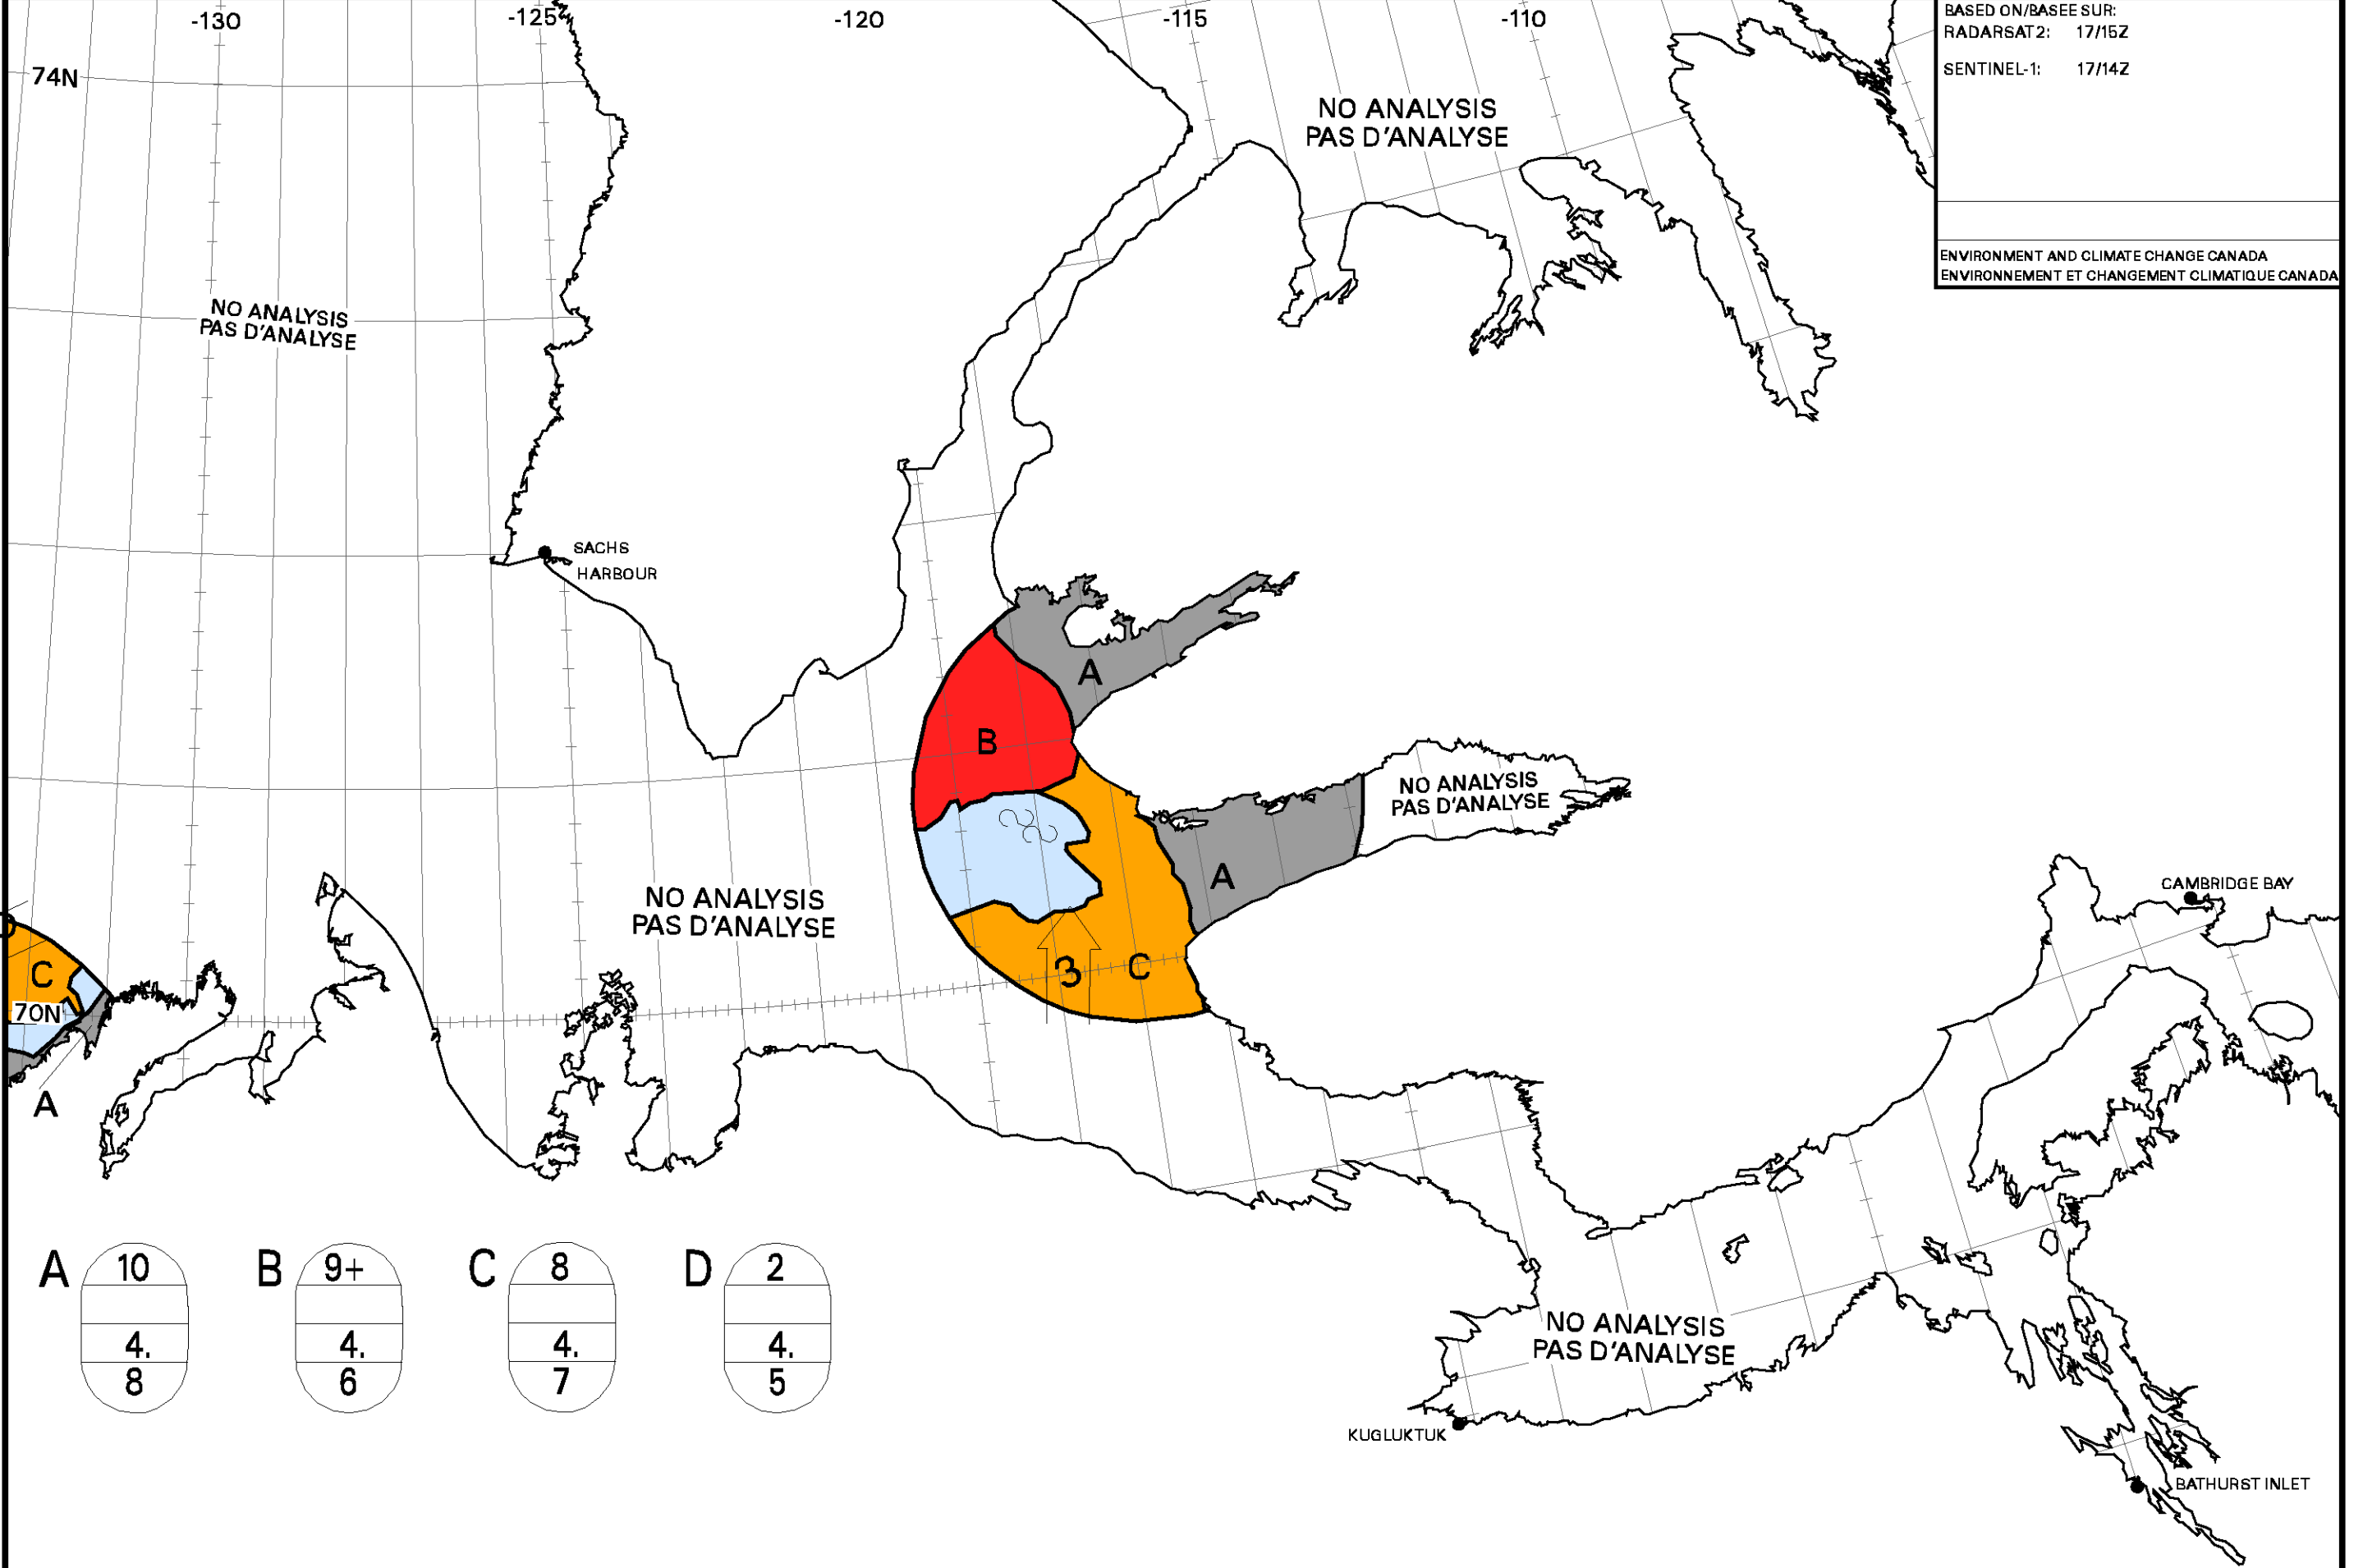 -130
-125
-120
-115
-110
BASED ON/BASEE SUR:
RADARSAT2: 17/15Z
SENTINEL-1: 17/14Z
74N
NO ANALYSIS
PAS D'ANALYSE
ENVIRONMENT AND CLIMATE CHANGE CANADA
ENVIRONNEMENT ET CHANGEMENT CLIMATIQUE CANADA
NO ANALYSIS
PAS D'ANALYSE
SACHS
HARBOUR
A
B
NO ANALYSIS
PAS D'ANALYSE
A
CAMBRIDGE BAY
NO ANALYSIS
PAS D'ANALYSE
C
3
C
70N
A
A
10
4.
8
B
9+
4.
6
C
8
4.
7
D
2
4.
5
NO ANALYSIS
PAS D'ANALYSE
KUGLUKTUK
BATHURST INLET